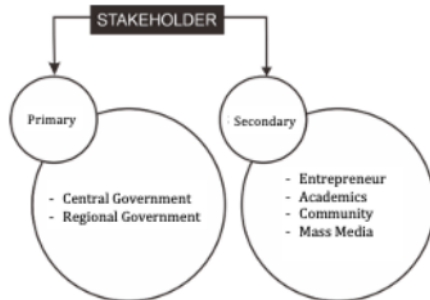 STAKEHOLDER
Primary
- Central Government
- Regional Government
Secondary
- Entrepreneur
- Academics
- Community
- Mass Media